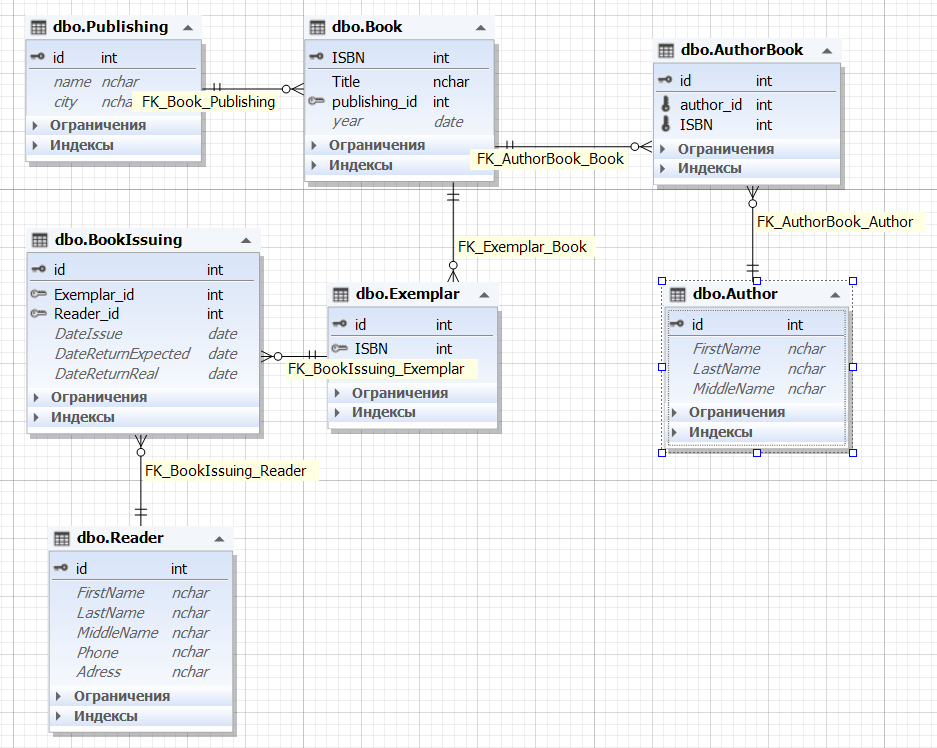 dbo.Publishing
id int
name nchar
city ncha
Ограничения
Индексы
FK_Book_Publishing
dbo.Book
ISBN int
Title nchar
publishing_id int
year date
Ограничения
Индексы
FK_AuthorBook_Book
dbo.AuthorBook
id int
author_id int
ISBN int
Ограничения
Индексы
FK_AuthorBook_Author
dbo.BookIssuing
id int
Exemplar_id int
Reader_id int
DateIssue date
DateReturnExpected date
DateReturnReal date
Ограничения
Индексы
FK_Exemplar_Book
dbo.Exemplar
id int
ISBN int
FK_BookIssuing_Exemplar
Ограничения
Индексы
dbo.Author
id int
FirstName nchar
LastName nchar
MiddleName nchar
Ограничения
Индексы
FK_BookIssuing_Reader
dbo.Reader
id int
FirstName nchar
LastName nchar
MiddleName nchar
Phone nchar
Adress nchar
Ограничения
Индексы